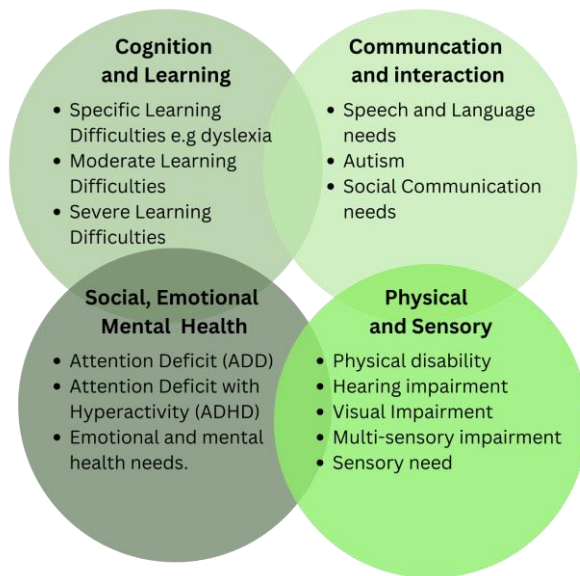 Cognition
and Learning
• Specific Learning
Difficulties e.g dyslexia
• Moderate Learning
Difficulties
• Severe Learning
Difficulties
Communcation
and interaction
• Speech and Language
needs
• Autism
• Social Communication
needs
Social, Emotional
Mental Health
• Attention Deficit (ADD)
• Attention Deficit with
Hyperactivity (ADHD)
• Emotional and mental
health needs.
Physical
and Sensory
• Physical disability
• Hearing impairment
• Visual Impairment
• Multi-sensory impairment
• Sensory need